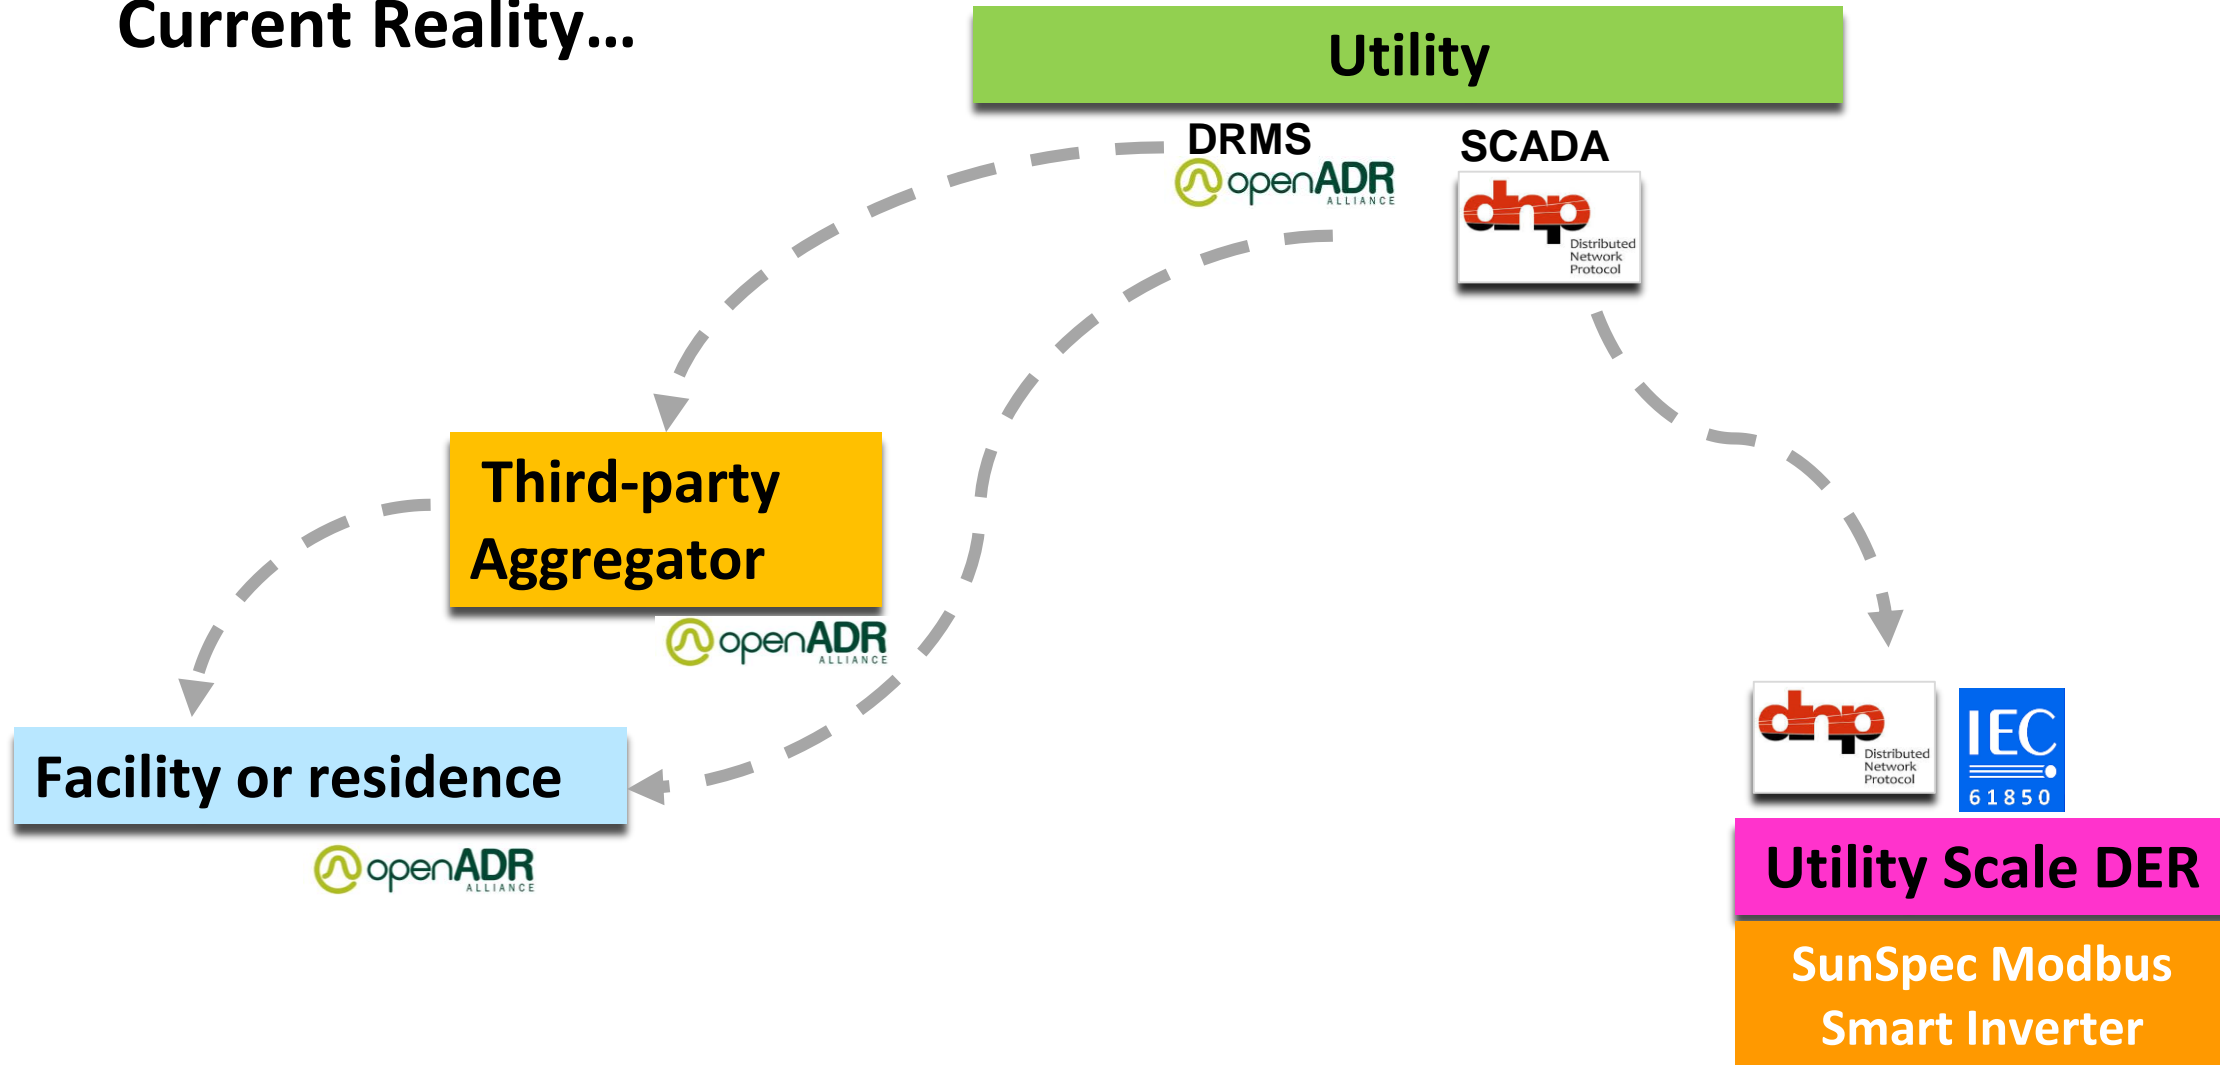 Current Reality...
Utility
DRMS
openADR
ALLIANCE
SCADA
dnp
Distributed
Network
Protocol
Third-party
Aggregator
openADR
ALLIANCE
Facility or residence
openADR
ALLIANCE
dnp
Distributed
Network
Protocol
IEC
61850
Utility Scale DER
SunSpec Modbus
Smart Inverter